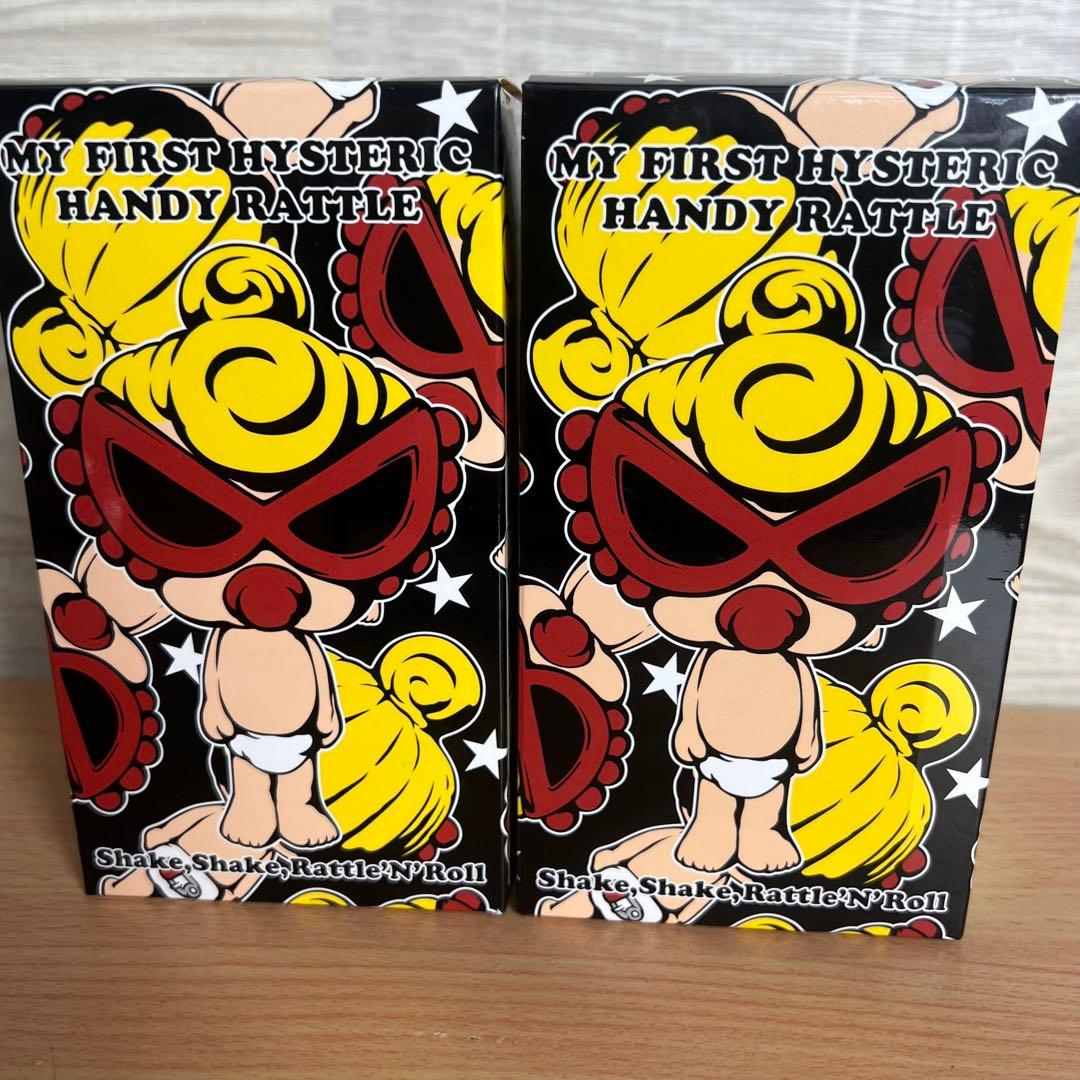 MY FIRST HYSTERIC
HANDY RATTLE
Shake,Shake,Rattle'N'Roll
MY FIRST HYSTERIC
HANDY RATTLE
Shake,Shake,Rattle'N'Roll